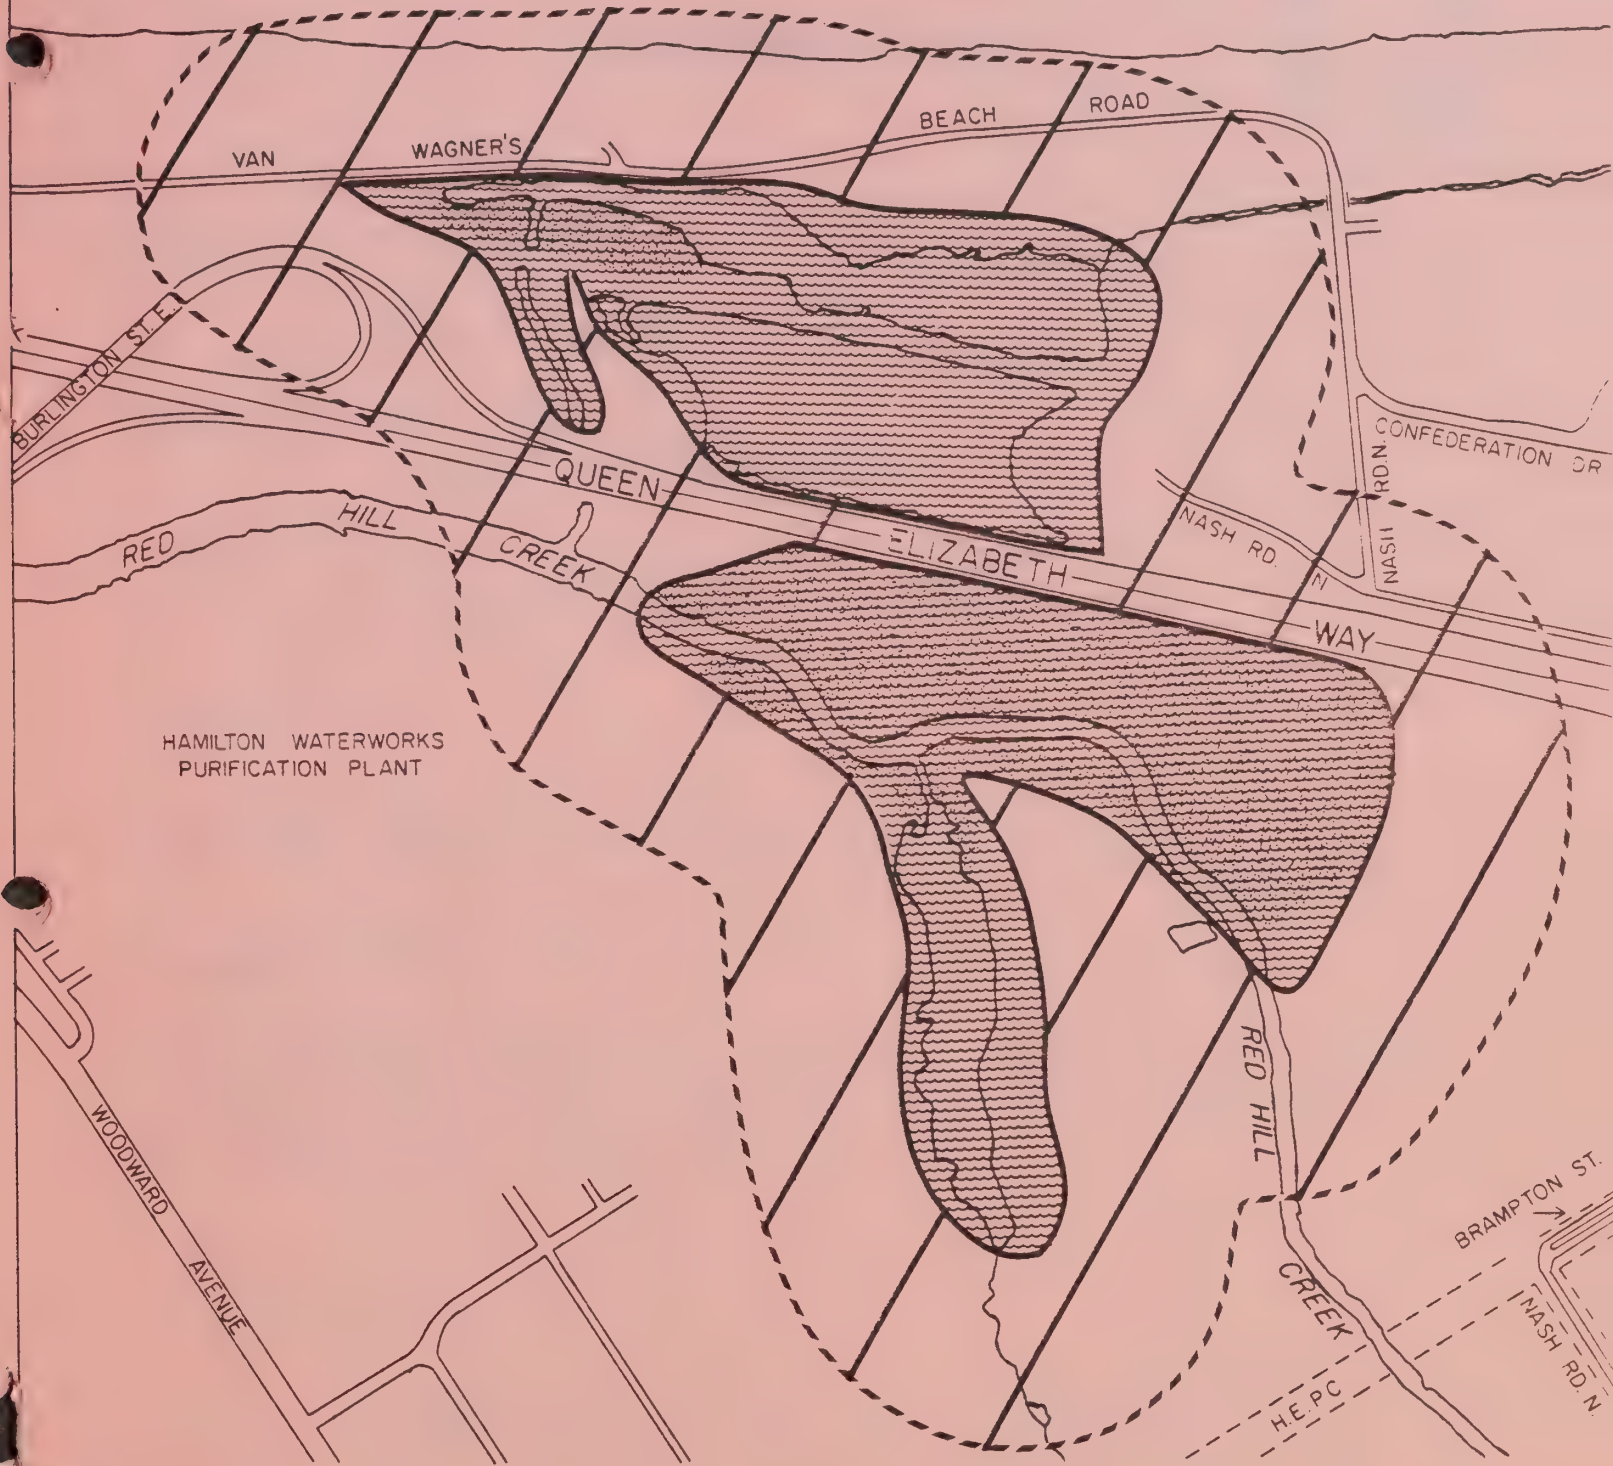 VAN WAGNER'S BEACH ROAD
BURLINGTON ST. E.
QUEEN ELIZABETH WAY
RED HILL CREEK
CONFEDERATION DR
NASH RD. N.
NASH RD. N
HAMILTON WATERWORKS
PURIFICATION PLANT
RED HILL CREEK
WOODWARD AVENUE
BRAMPTON ST.
NASH RD. N.
H.E.P.C